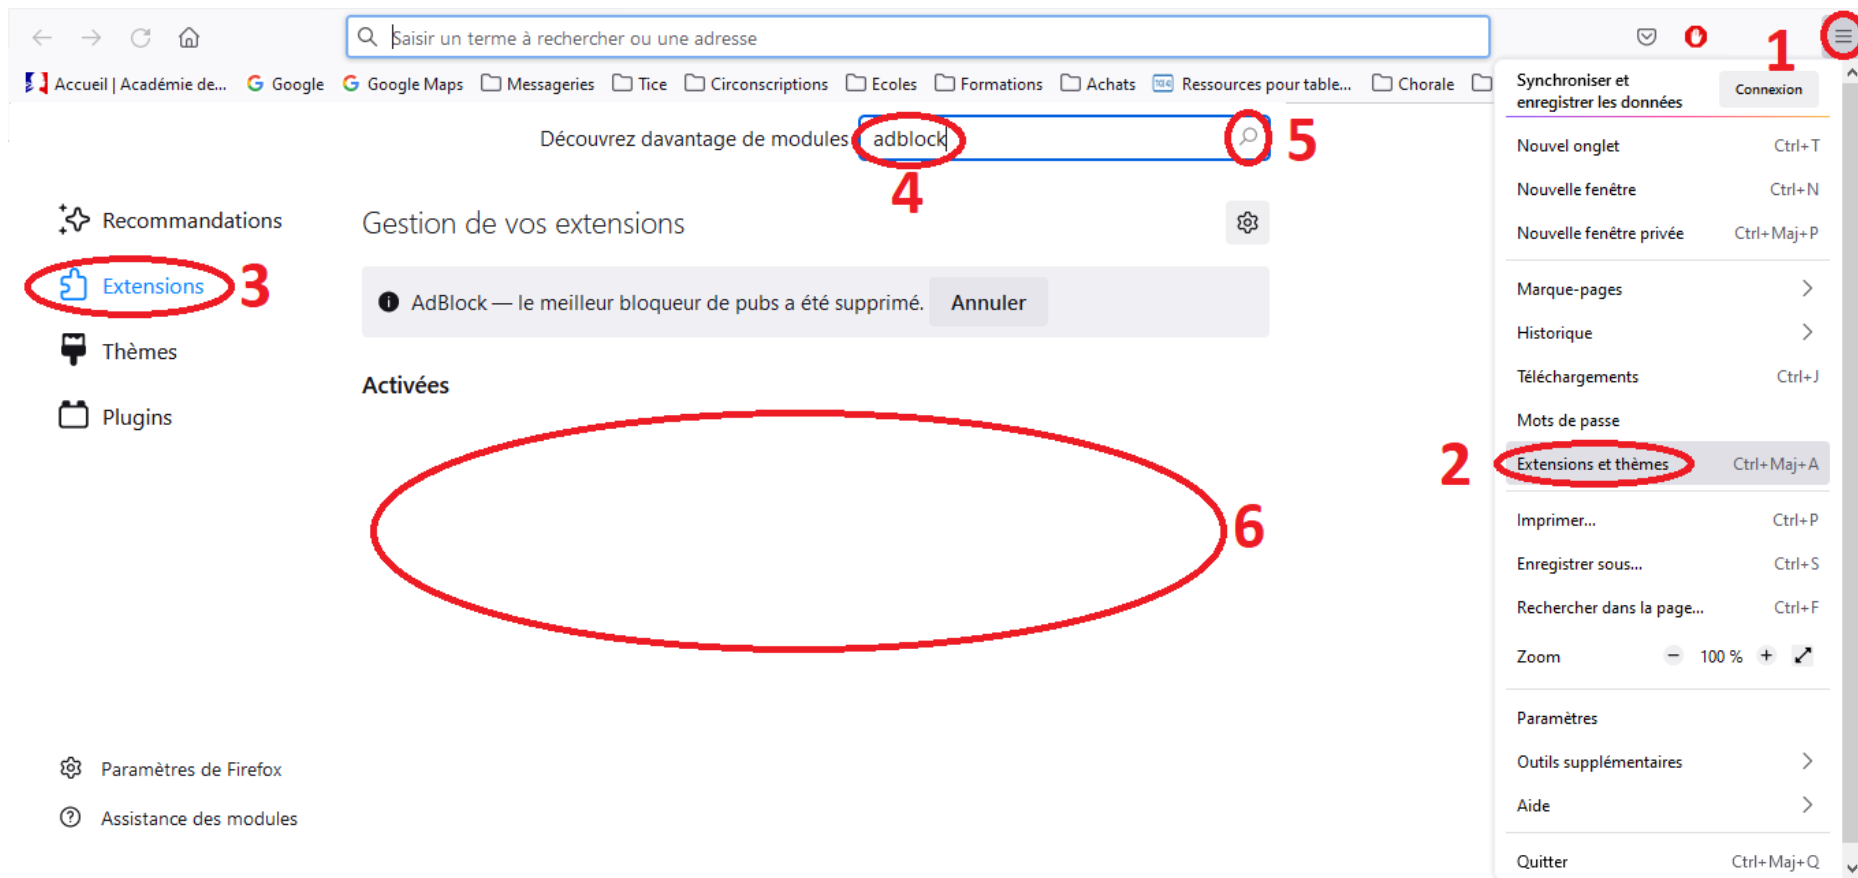 Saisir un terme à rechercher ou une adresse
1
Accueil | Académie de... Google Google Maps Messageries Tice Circonscriptions Ecoles Formations Achats Ressources pour table... Chorale
Synchroniser et
enregistrer les données
Connexion
Découvrez davantage de modules adblock
5
4
Nouvel onglet Ctrl+T
Nouvelle fenêtre Ctrl+N
Nouvelle fenêtre privée Ctrl+Maj+P
Marque-pages
Historique
Téléchargements Ctrl+J
Mots de passe
2 Extensions et thèmes Ctrl+Maj+A
Imprimer... Ctrl+P
Enregistrer sous... Ctrl+S
Rechercher dans la page... Ctrl+F
Zoom − 100 % +
Paramètres
Outils supplémentaires
Aide
Quitter Ctrl+Maj+Q
Recommandations
Extensions 3
Thèmes
Plugins
Gestion de vos extensions
AdBlock — le meilleur bloqueur de pubs a été supprimé. Annuler
Activées
6
Paramètres de Firefox
Assistance des modules